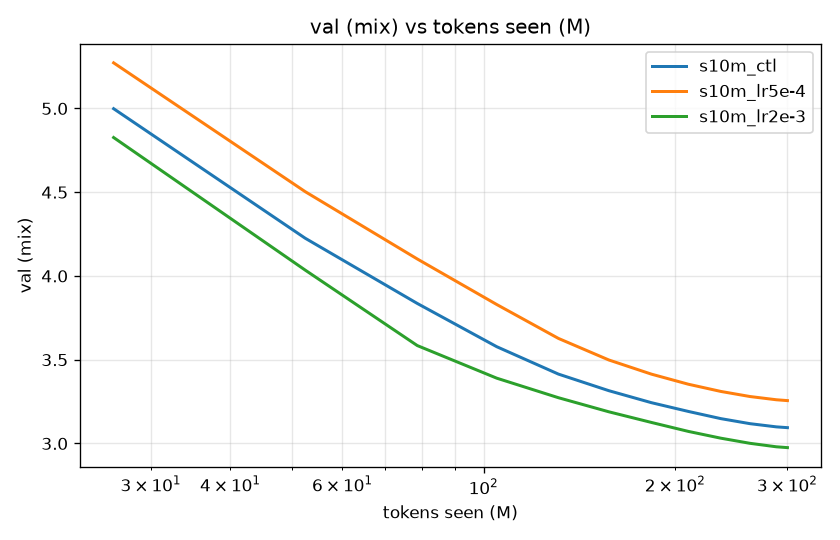 val (mix) vs tokens seen (M)
s10m_ctl
s10m_lr5e-4
s10m_lr2e-3
val (mix)
5.0
4.5
4.0
3.5
3.0
3 × 10¹
4 × 10¹
6 × 10¹
10²
2 × 10²
3 × 10²
tokens seen (M)